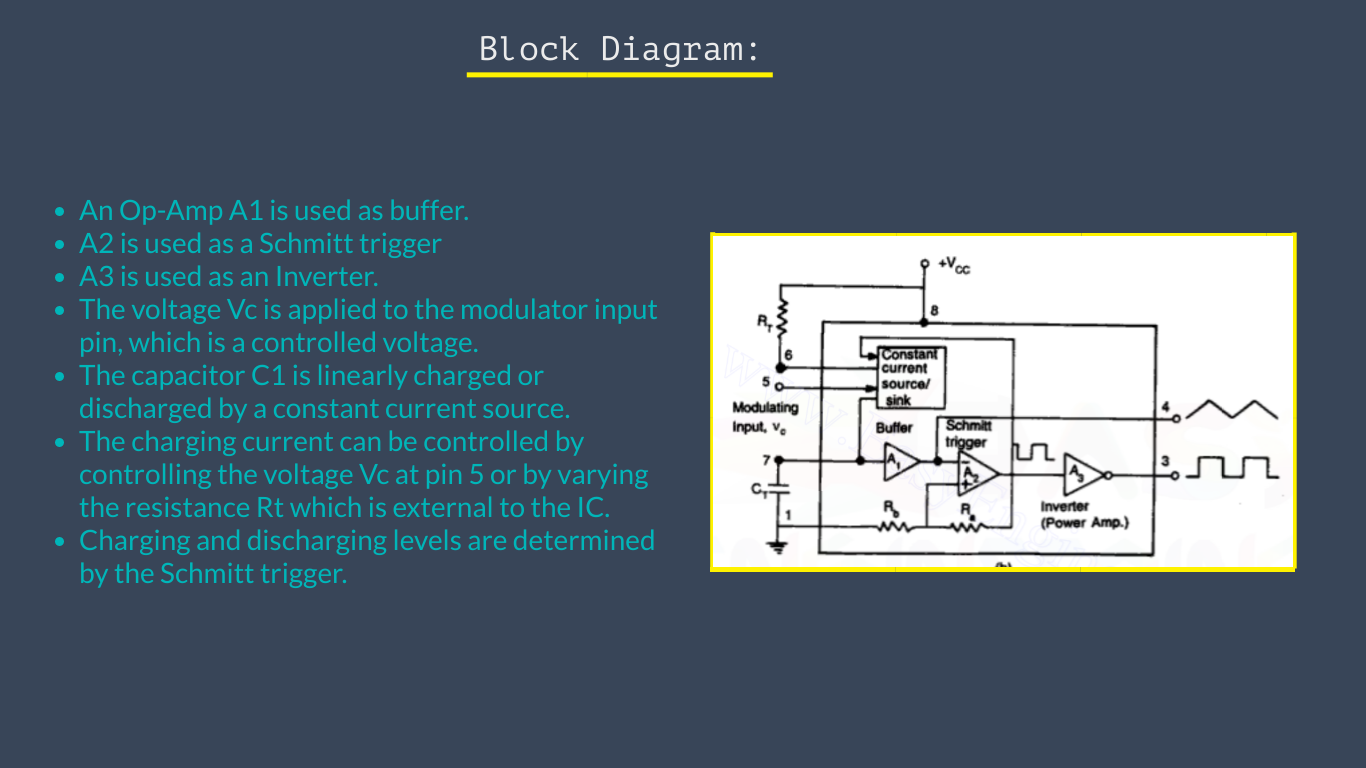 Block Diagram:
• An Op-Amp A1 is used as buffer.
• A2 is used as a Schmitt trigger
• A3 is used as an Inverter.
• The voltage Vc is applied to the modulator input
pin, which is a controlled voltage.
• The capacitor C1 is linearly charged or
discharged by a constant current source.
• The charging current can be controlled by
controlling the voltage Vc at pin 5 or by varying
the resistance Rt which is external to the IC.
• Charging and discharging levels are determined
by the Schmitt trigger.
+VCC
8
RT
6
Constant
current
source/
sink
5
Modulating
Input, vc
4
Buffer
Schmitt
trigger
7
A1
A2
A3
3
CT
1
Rb
Ra
Inverter
(Power Amp.)